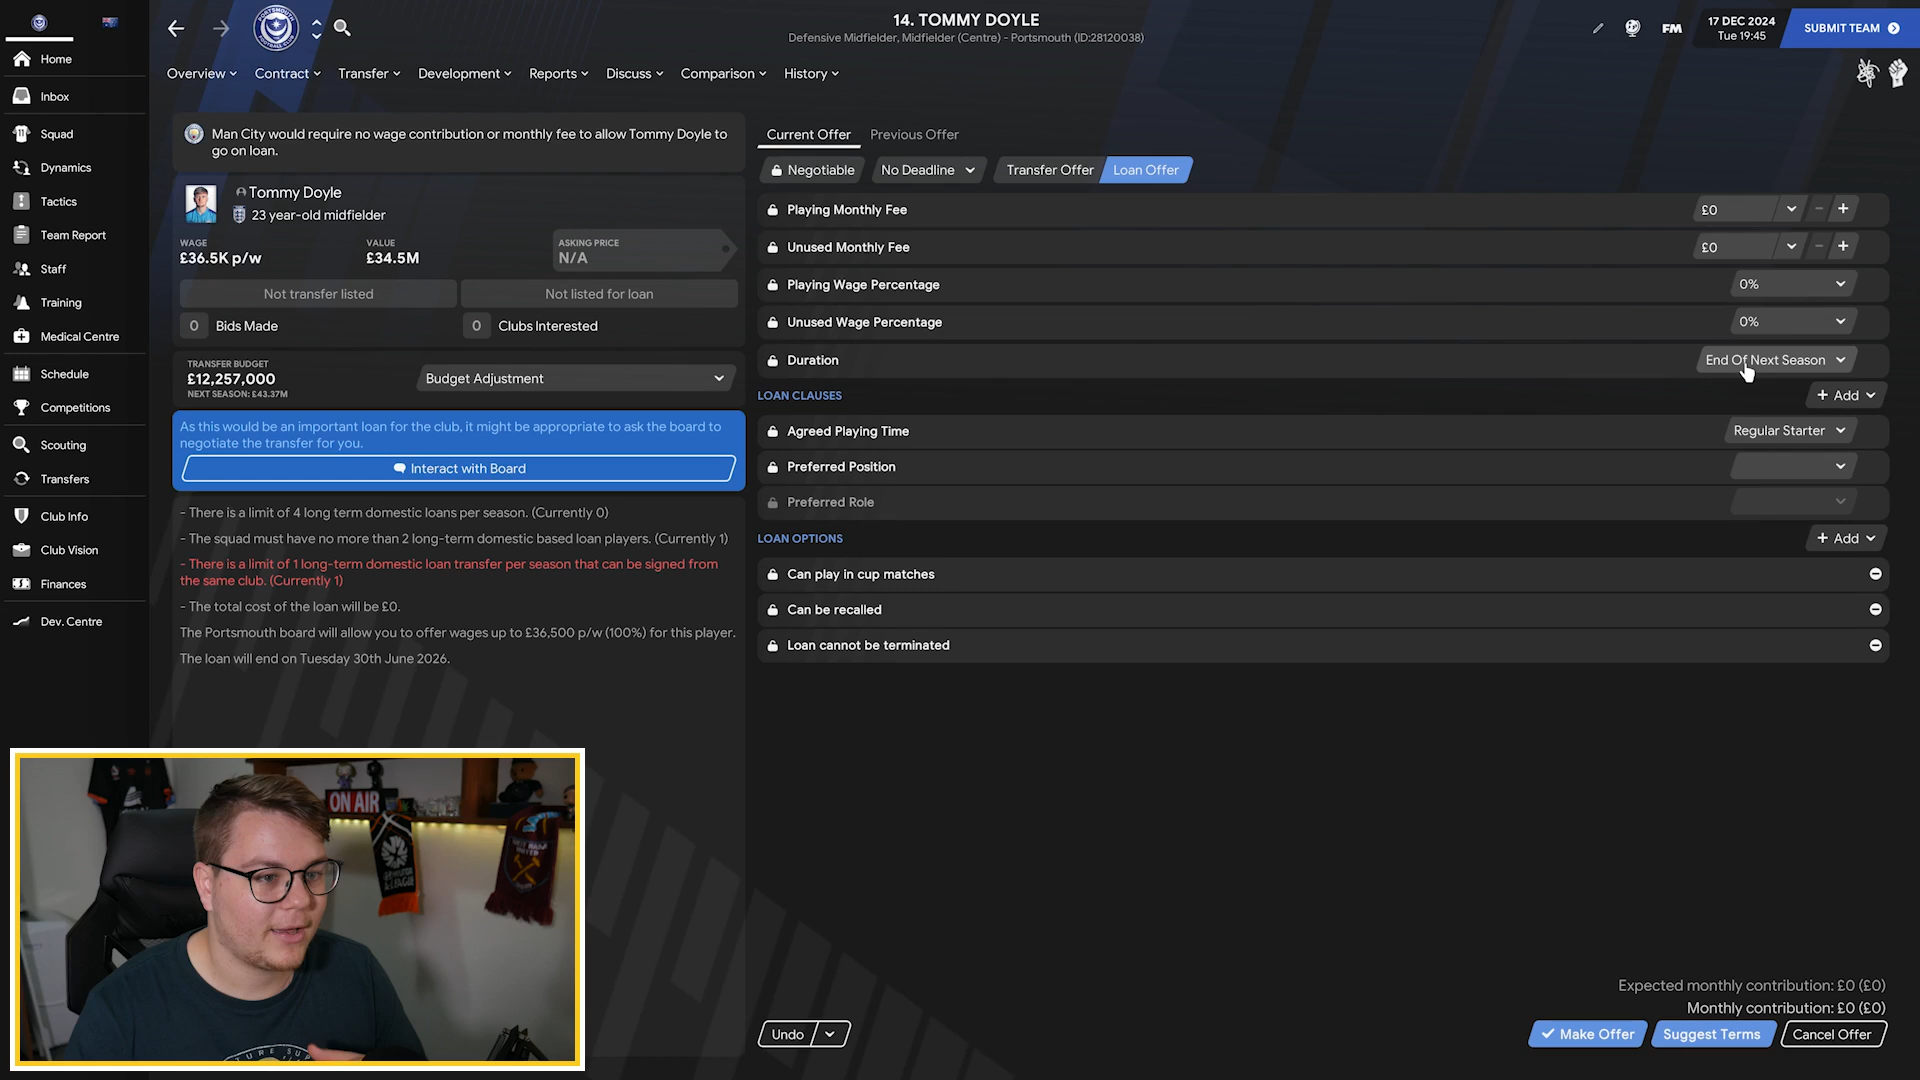 14. TOMMY DOYLE
Defensive Midfielder, Midfielder (Centre) - Portsmouth (ID:28120038)
FM
17 DEC 2024
Tue 19:45
SUBMIT TEAM
Home
Inbox
Squad
Dynamics
Tactics
Team Report
Staff
Training
Medical Centre
Schedule
Competitions
Scouting
Transfers
Club Info
Club Vision
Finances
Dev. Centre
Overview
Contract
Transfer
Development
Reports
Discuss
Comparison
History
Man City would require no wage contribution or monthly fee to allow Tommy Doyle to
go on loan.
Tommy Doyle
23 year-old midfielder
WAGE
£36.5K p/w
VALUE
£34.5M
ASKING PRICE
N/A
Not transfer listed
Not listed for loan
0 Bids Made
0 Clubs Interested
TRANSFER BUDGET
£12,257,000
NEXT SEASON: £43.37M
Budget Adjustment
As this would be an important loan for the club, it might be appropriate to ask the board to
negotiate the transfer for you.
Interact with Board
- There is a limit of 4 long term domestic loans per season. (Currently 0)
- The squad must have no more than 2 long-term domestic based loan players. (Currently 1)
- There is a limit of 1 long-term domestic loan transfer per season that can be signed from
the same club. (Currently 1)
- The total cost of the loan will be £0.
The Portsmouth board will allow you to offer wages up to £36,500 p/w (100%) for this player.
The loan will end on Tuesday 30th June 2026.
Current Offer
Previous Offer
Negotiable
No Deadline
Transfer Offer
Loan Offer
Playing Monthly Fee £0
Unused Monthly Fee £0
Playing Wage Percentage 0%
Unused Wage Percentage 0%
Duration End Of Next Season
LOAN CLAUSES
+ Add
Agreed Playing Time Regular Starter
Preferred Position
Preferred Role
LOAN OPTIONS
+ Add
Can play in cup matches
Can be recalled
Loan cannot be terminated
Expected monthly contribution: £0 (£0)
Monthly contribution: £0 (£0)
Undo
Make Offer
Suggest Terms
Cancel Offer
ON AIR